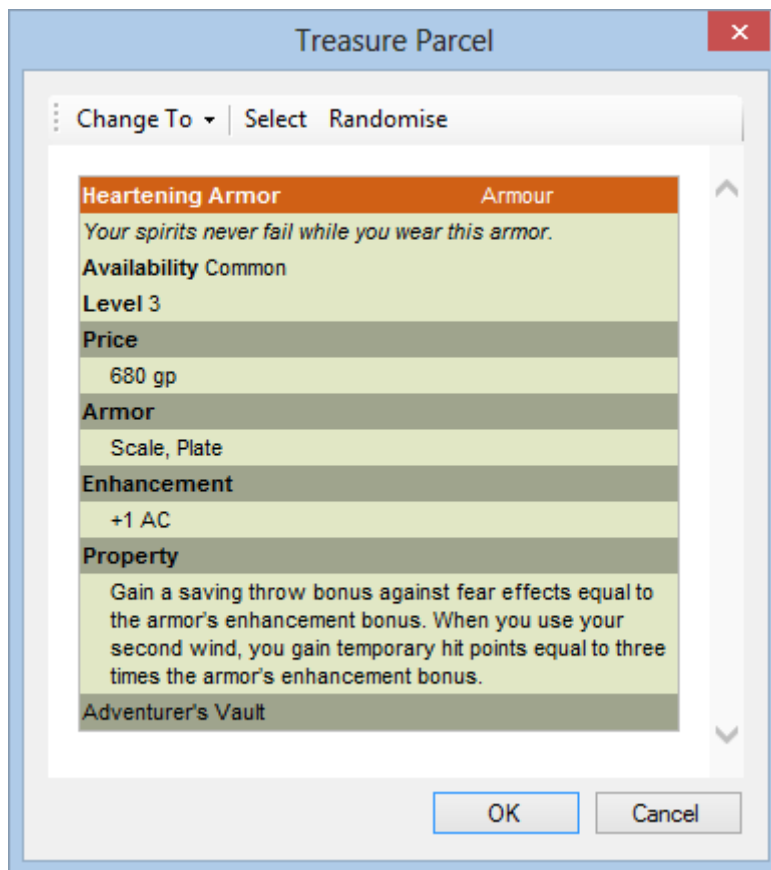 Treasure Parcel
Change To Select Randomise
Heartening Armor Armour
Your spirits never fail while you wear this armor.
Availability Common
Level 3
Price
680 gp
Armor
Scale, Plate
Enhancement
+1 AC
Property
Gain a saving throw bonus against fear effects equal to
the armor's enhancement bonus. When you use your
second wind, you gain temporary hit points equal to three
times the armor's enhancement bonus.
Adventurer's Vault
OK Cancel